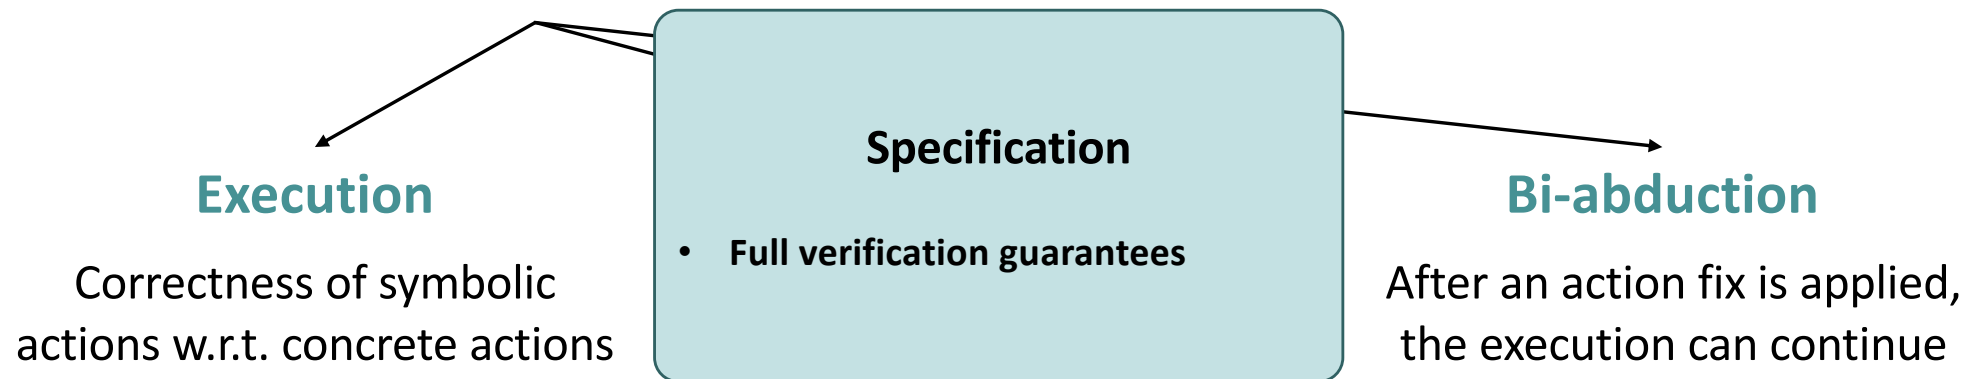 Execution
Correctness of symbolic
actions w.r.t. concrete actions
Specification
• Full verification guarantees
Bi-abduction
After an action fix is applied,
the execution can continue